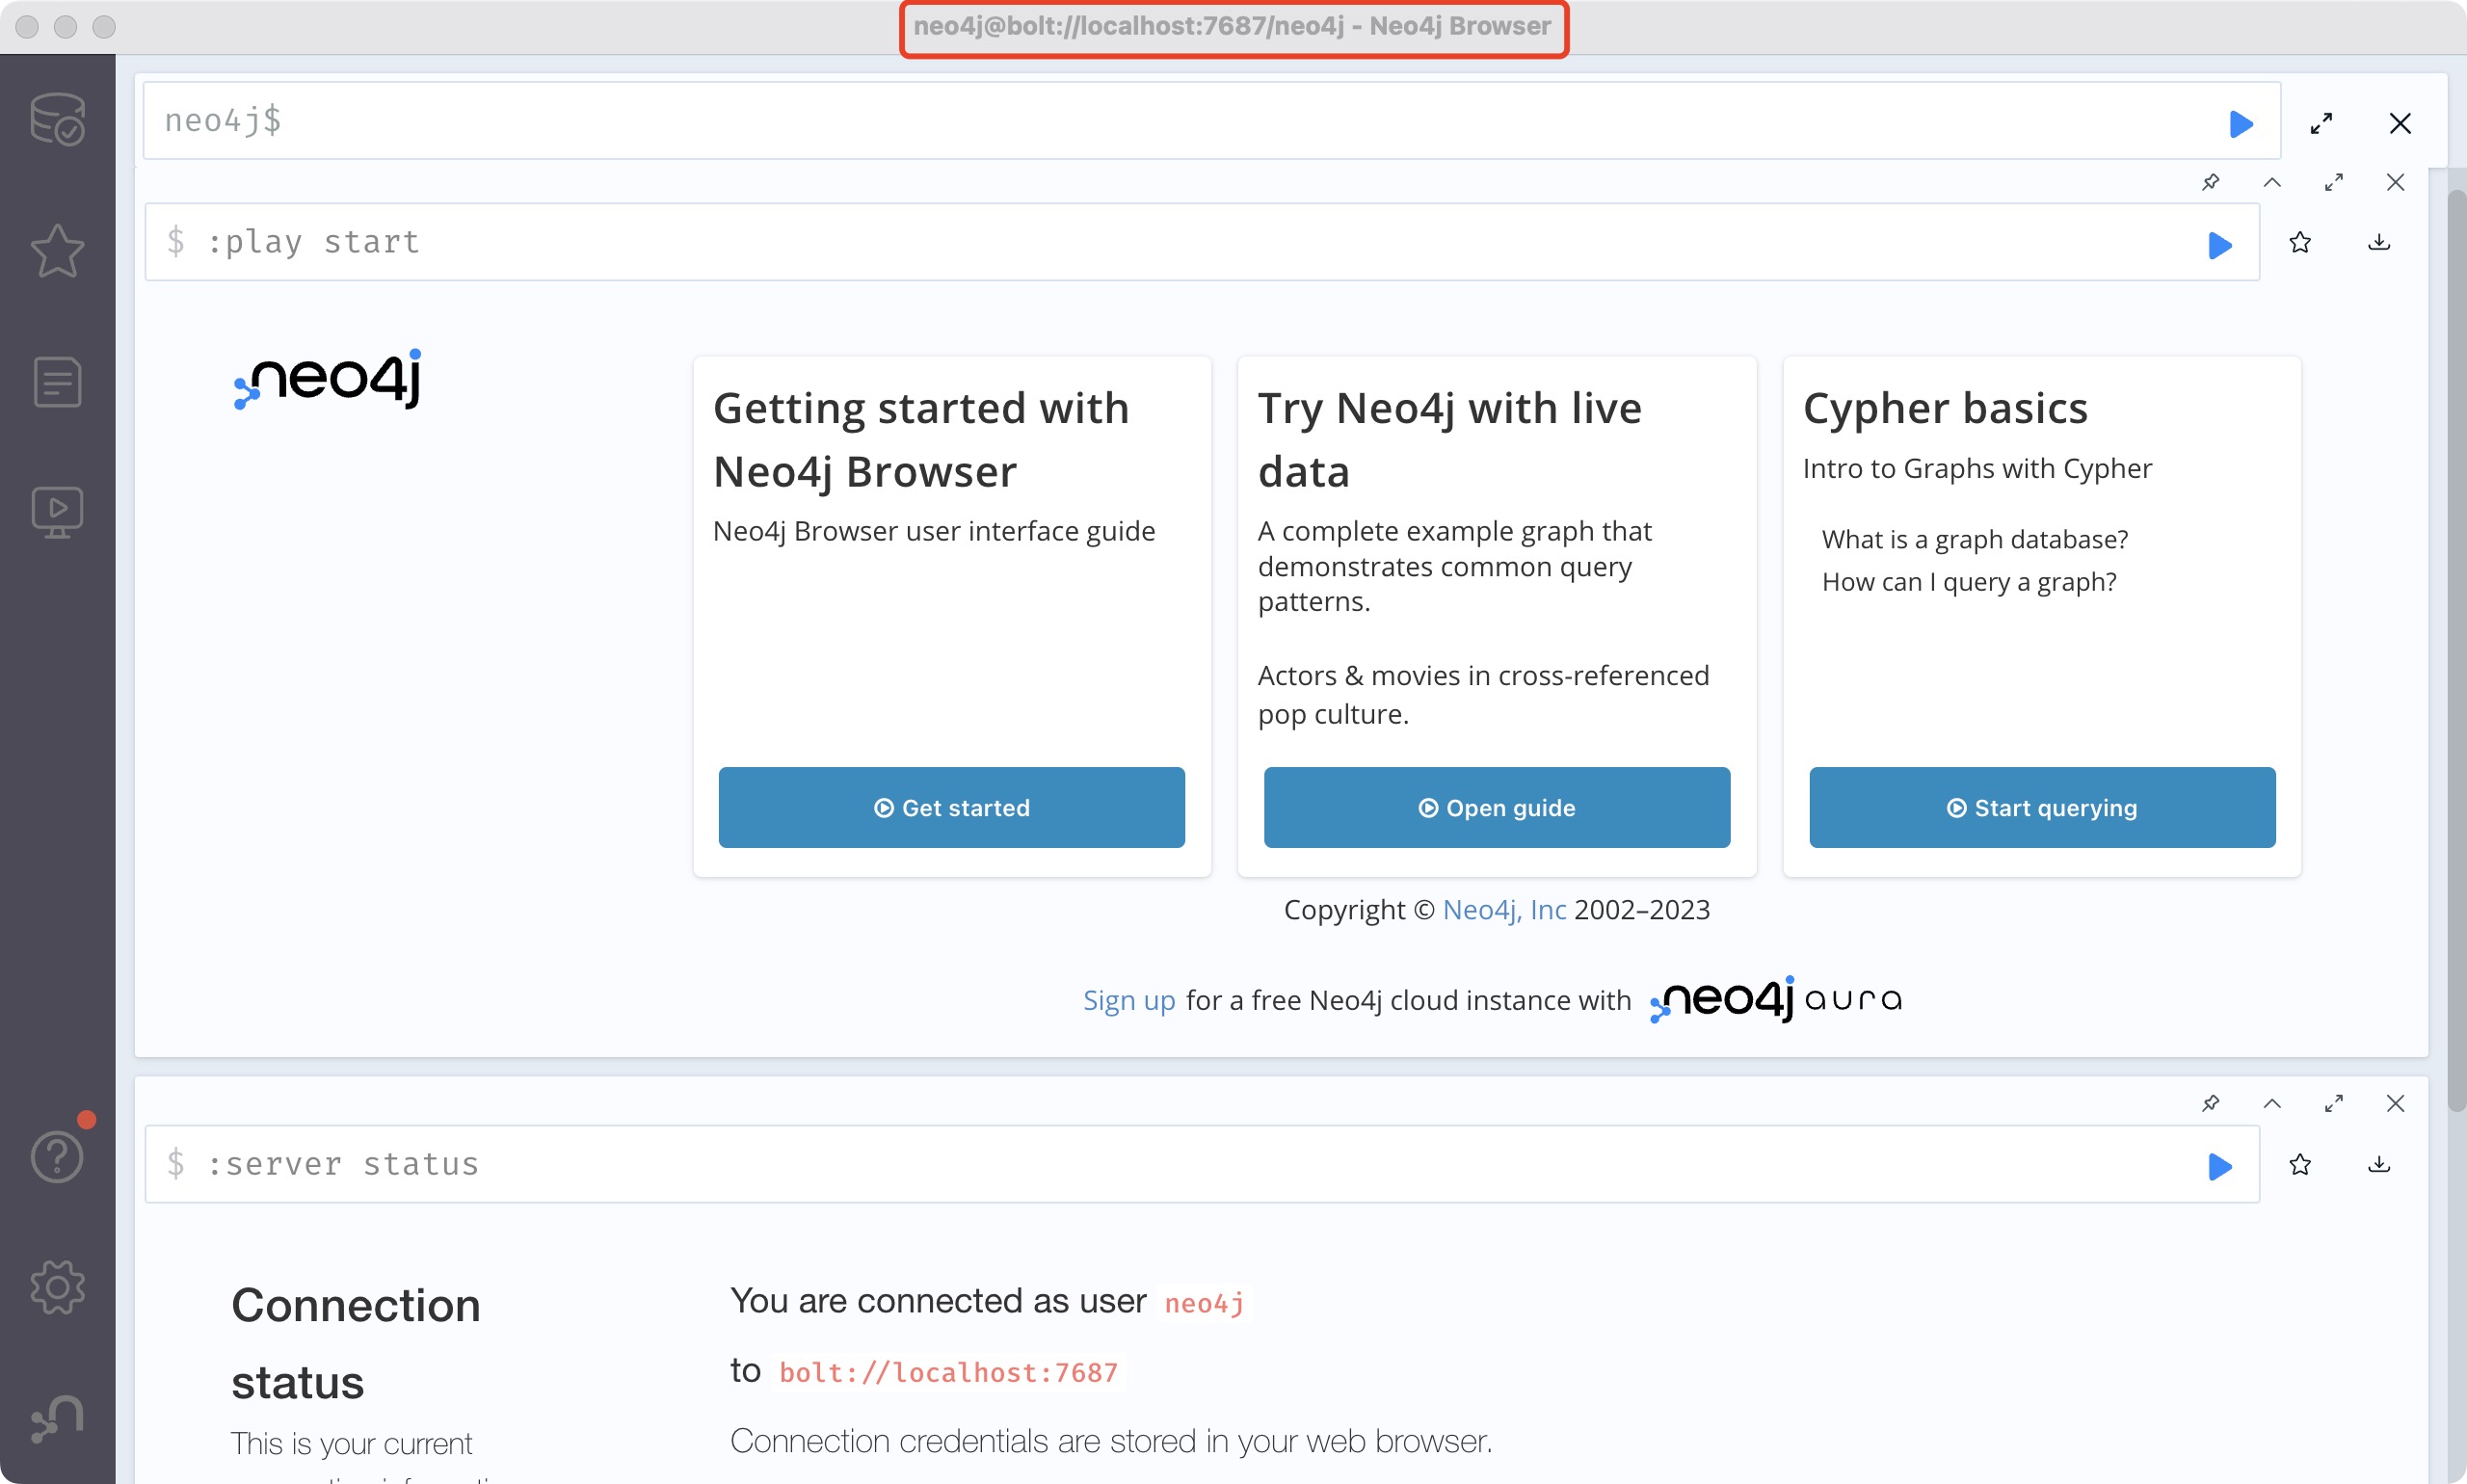 neo4j@bolt://localhost:7687/neo4j - Neo4j Browser
neo4j$
$ :play start
neo4j
Getting started with
Neo4j Browser
Neo4j Browser user interface guide
Get started
Try Neo4j with live
data
A complete example graph that
demonstrates common query
patterns.
Actors & movies in cross-referenced
pop culture.
Open guide
Cypher basics
Intro to Graphs with Cypher
What is a graph database?
How can I query a graph?
Start querying
Copyright © Neo4j, Inc 2002–2023
Sign up for a free Neo4j cloud instance with neo4j aura
$ :server status
Connection
status
This is your current
You are connected as user neo4j
to bolt://localhost:7687
Connection credentials are stored in your web browser.